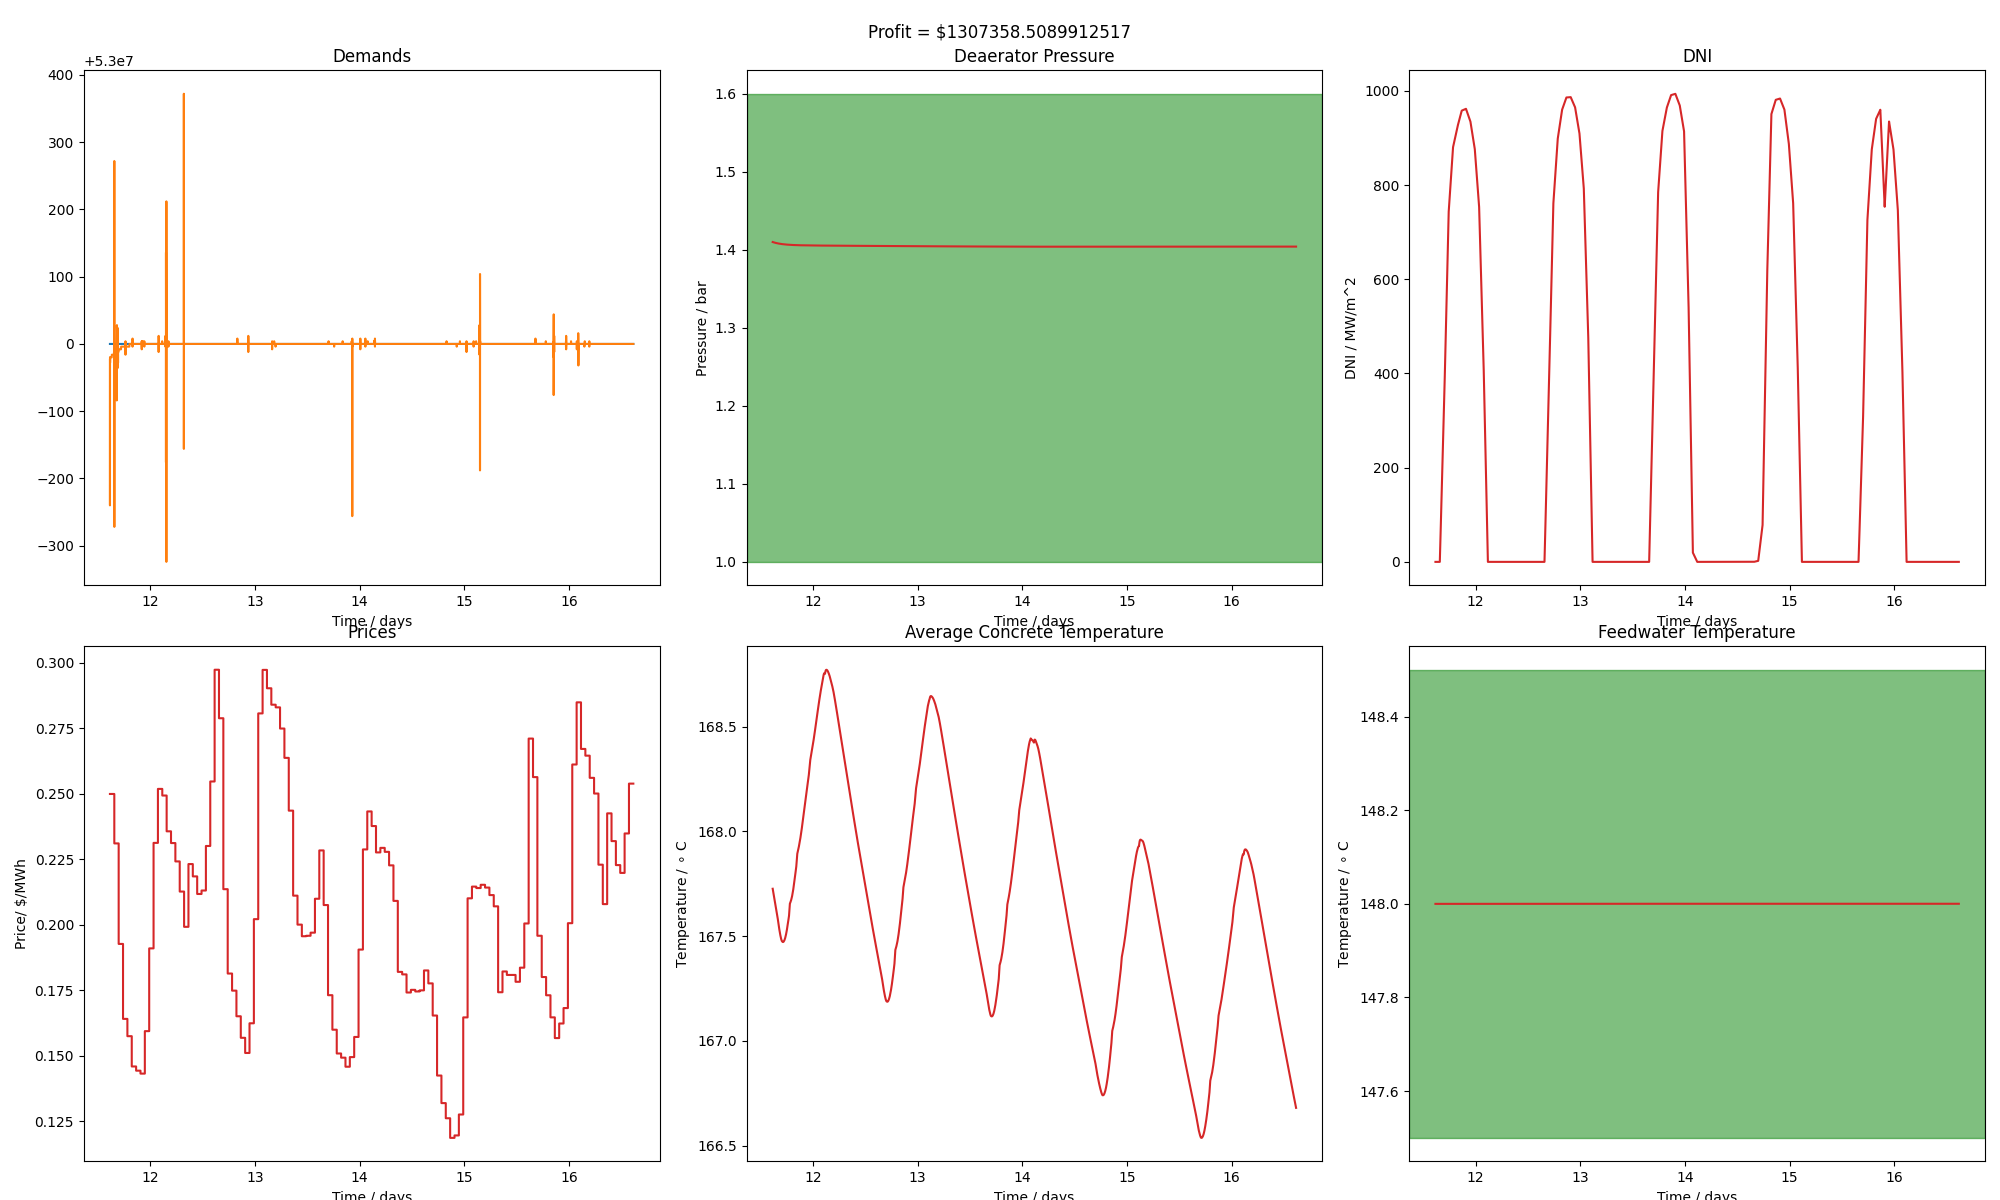 Profit = $1307358.5089912517
Demands
+5.3e7
400
300
200
100
0
−100
−200
−300
12 13 14 15 16
Time / days
Deaerator Pressure
Pressure / bar
1.6
1.5
1.4
1.3
1.2
1.1
1.0
12 13 14 15 16
Time / days
DNI
DNI / MW/m^2
1000
800
600
400
200
0
12 13 14 15 16
Time / days
Prices
Price/ $/MWh
0.300
0.275
0.250
0.225
0.200
0.175
0.150
0.125
12 13 14 15 16
Time / days
Average Concrete Temperature
Temperature / ∘ C
168.5
168.0
167.5
167.0
166.5
12 13 14 15 16
Time / days
Feedwater Temperature
Temperature / ∘ C
148.4
148.2
148.0
147.8
147.6
12 13 14 15 16
Time / days